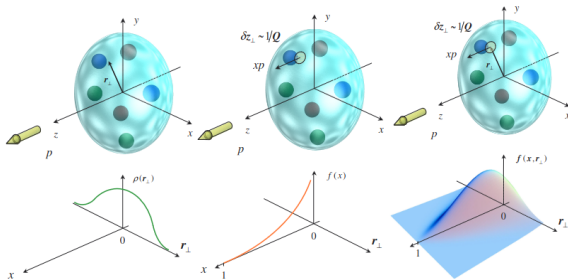 y
r⊥
z
x
p
y
δz⊥ ~ 1/Q
xp
z
x
p
y
δz⊥ ~ 1/Q
xp
r⊥
z
x
p
ρ(r⊥)
0
r⊥
x
f(x)
0
x
1
r⊥
f(x, r⊥)
0
1
r⊥